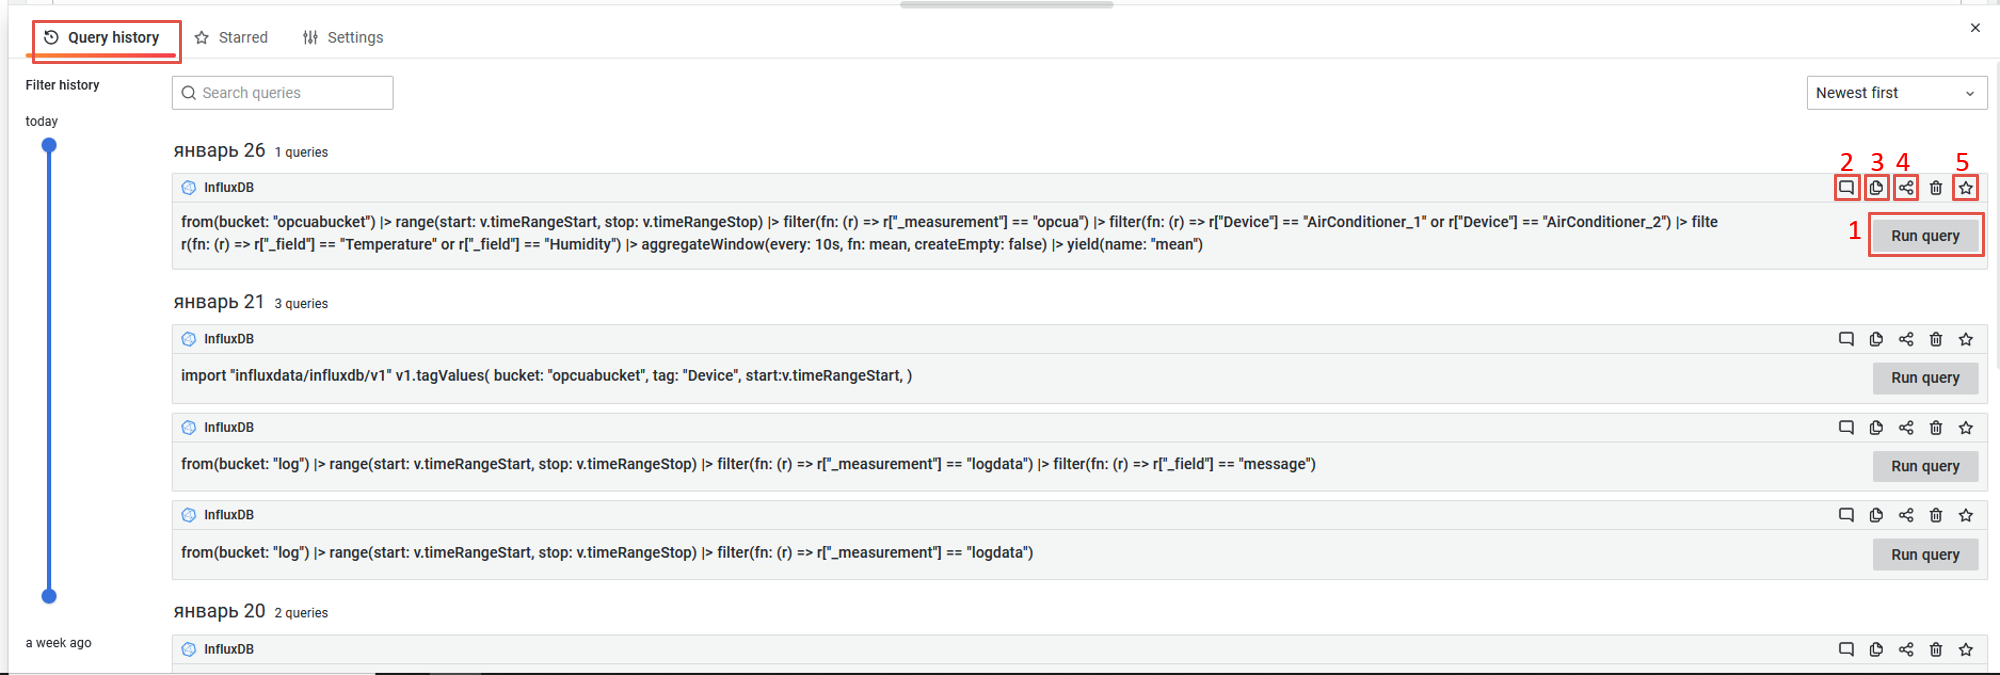 Query history
Starred
Settings
Filter history
Search queries
Newest first
today
январь 26 1 queries
2 3 4 5
InfluxDB
from(bucket: "opcuabucket") |> range(start: v.timeRangeStart, stop: v.timeRangeStop) |> filter(fn: (r) => r["_measurement"] == "opcua") |> filter(fn: (r) => r["Device"] == "AirConditioner_1" or r["Device"] == "AirConditioner_2") |> filte
r(fn: (r) => r["_field"] == "Temperature" or r["_field"] == "Humidity") |> aggregateWindow(every: 10s, fn: mean, createEmpty: false) |> yield(name: "mean")
1 Run query
январь 21 3 queries
InfluxDB
import "influxdata/influxdb/v1" v1.tagValues( bucket: "opcuabucket", tag: "Device", start:v.timeRangeStart, )
Run query
InfluxDB
from(bucket: "log") |> range(start: v.timeRangeStart, stop: v.timeRangeStop) |> filter(fn: (r) => r["_measurement"] == "logdata") |> filter(fn: (r) => r["_field"] == "message")
Run query
InfluxDB
from(bucket: "log") |> range(start: v.timeRangeStart, stop: v.timeRangeStop) |> filter(fn: (r) => r["_measurement"] == "logdata")
Run query
январь 20 2 queries
a week ago
InfluxDB